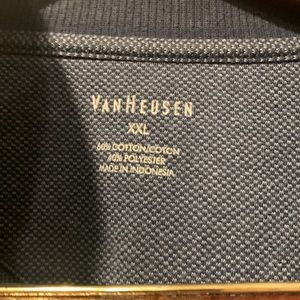 VANHEUSEN
XXL
60% COTTON/COTON
40% POLYESTER
MADE IN INDONESIA